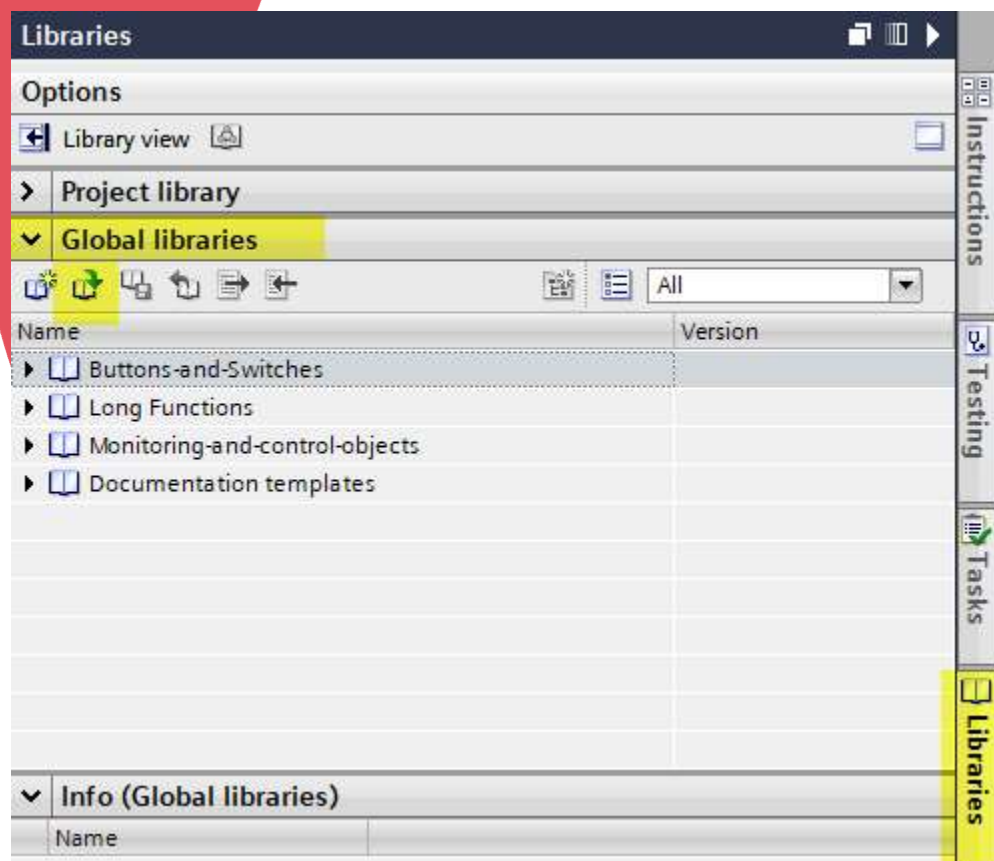 Libraries
Options
Library view
Project library
Global libraries
All
Name Version
Buttons-and-Switches
Long Functions
Monitoring-and-control-objects
Documentation templates
Info (Global libraries)
Name
Instructions
Testing
Tasks
Libraries